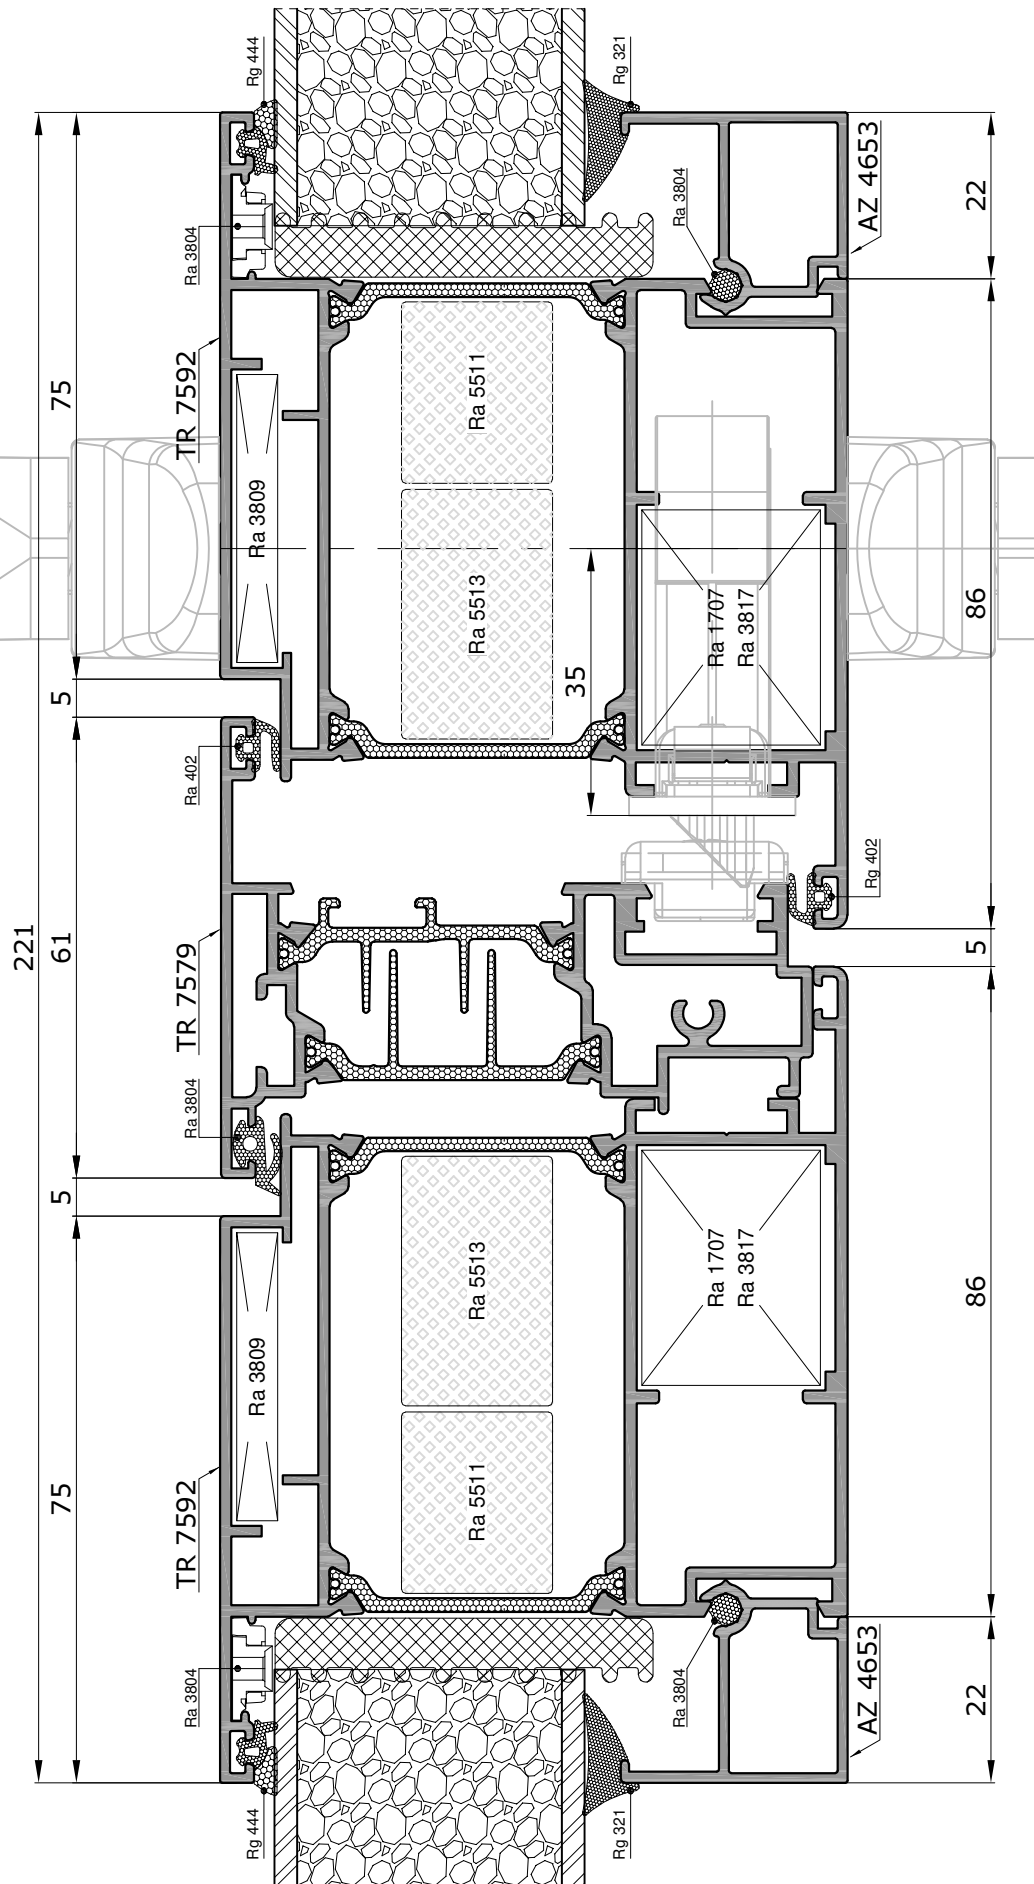 Rg 444
Rg 321
Ra 3804
Ra 3804
AZ 4653
22
75
TR 7592
221
Ra 5511
Ra 3809
Ra 5513
Ra 1707
Ra 3817
86
35
5
Ra 402
Rg 402
61
TR 7579
5
Ra 3804
5
Ra 5513
Ra 1707
Ra 3817
86
Ra 3809
75
TR 7592
Ra 5511
Ra 3804
Ra 3804
AZ 4653
22
Rg 444
Rg 321